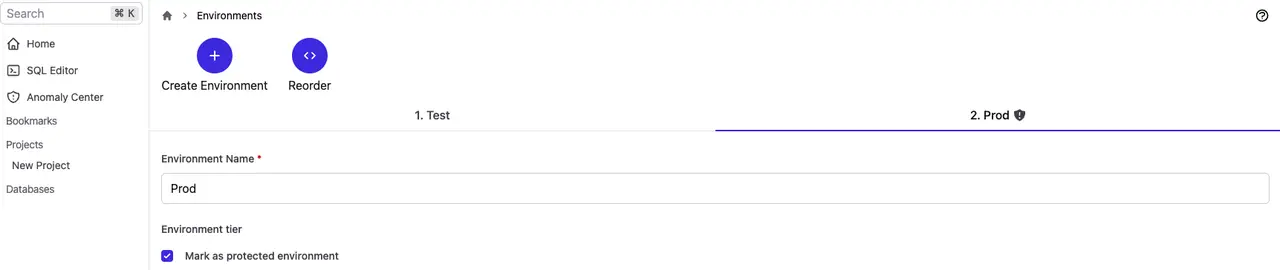 Search ⌘ K
Home
SQL Editor
Anomaly Center
Bookmarks
Projects
New Project
Databases
Environments
Create Environment
Reorder
1. Test
2. Prod
Environment Name *
Prod
Environment tier
Mark as protected environment